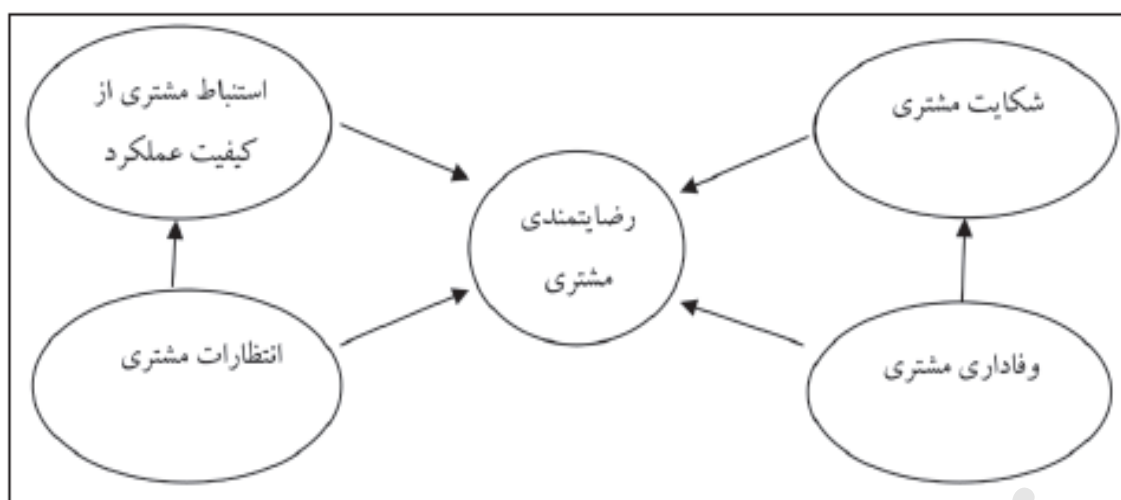 شکایت مشتری
استنباط مشتری از
کیفیت عملکرد
رضایتمندی
مشتری
وفاداری مشتری
انتظارات مشتری